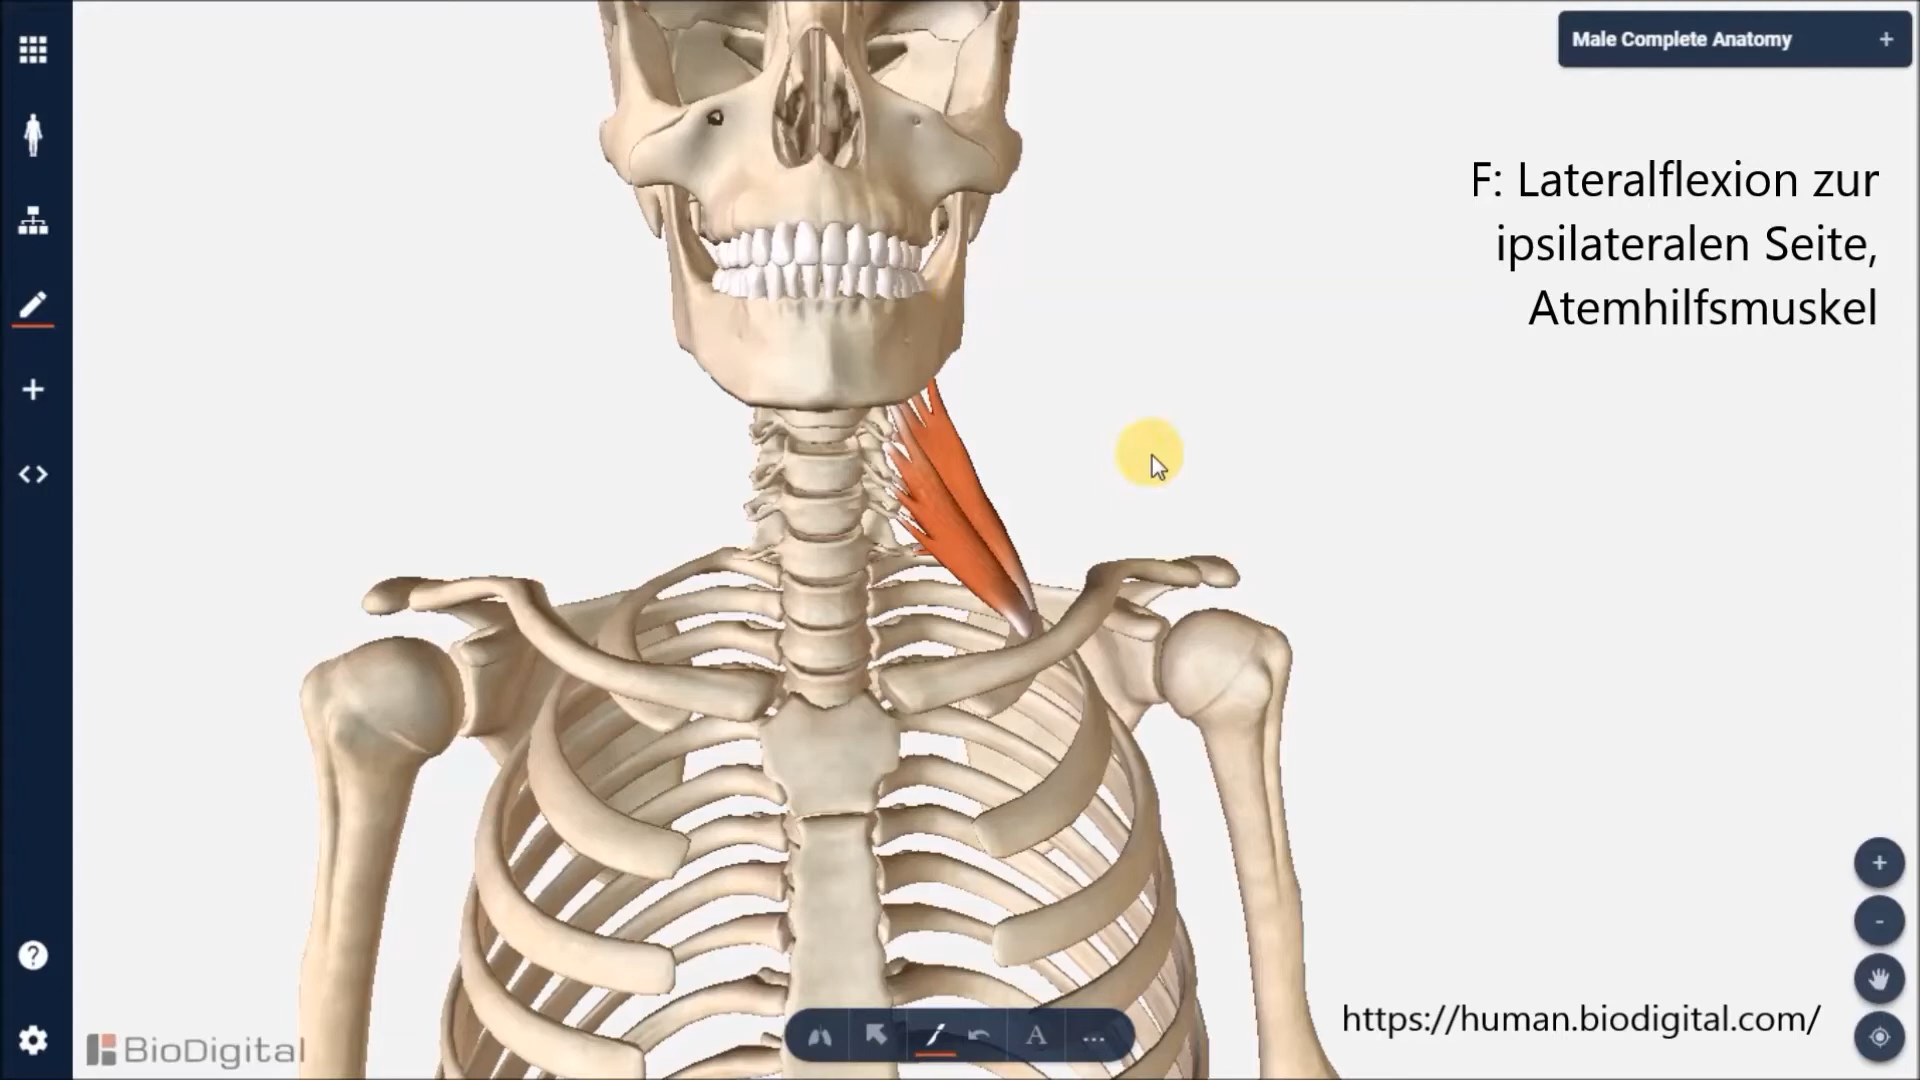 Male Complete Anatomy +
F: Lateralflexion zur
ipsilateralen Seite,
Atemhilfsmuskel
https://human.biodigital.com/
BioDigital
A